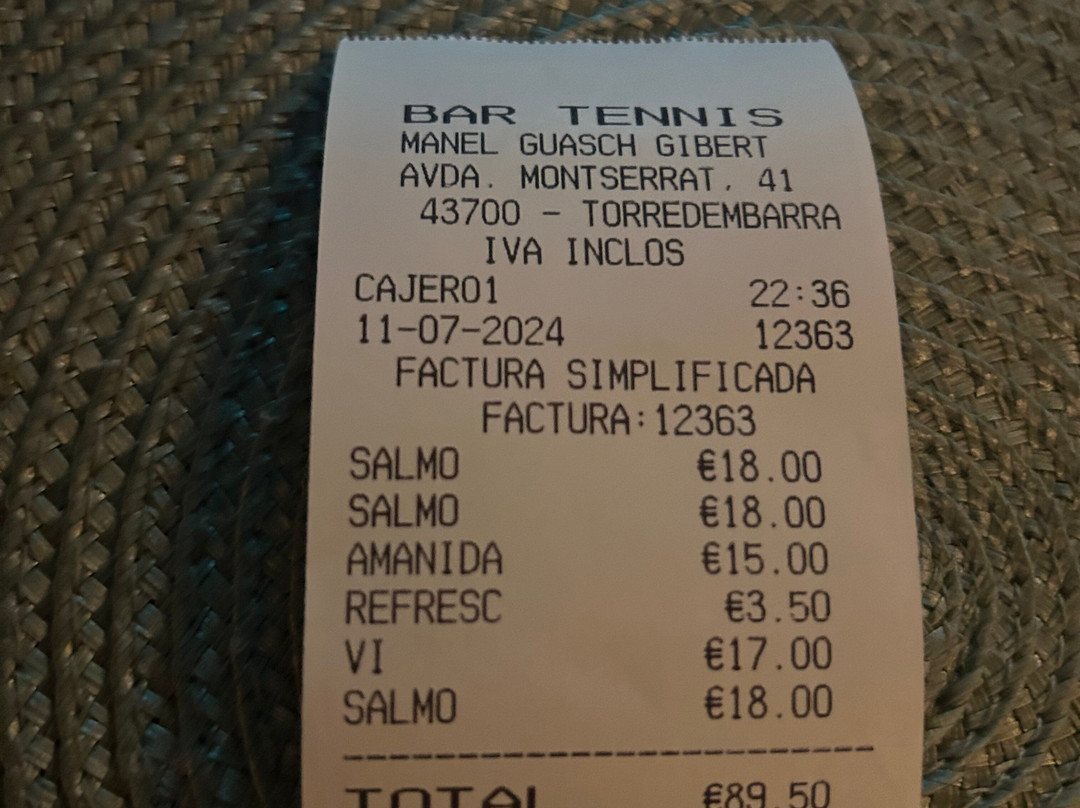 BAR TENNIS
MANEL GUASCH GIBERT
AVDA. MONTSERRAT, 41
43700 - TORREDEMBARRA
IVA INCLOS
CAJERO1 22:36
11-07-2024 12363
FACTURA SIMPLIFICADA
FACTURA:12363
SALMO €18.00
SALMO €18.00
AMANIDA €15.00
REFRESC €3.50
VI €17.00
SALMO €18.00
TOTAL €89.50